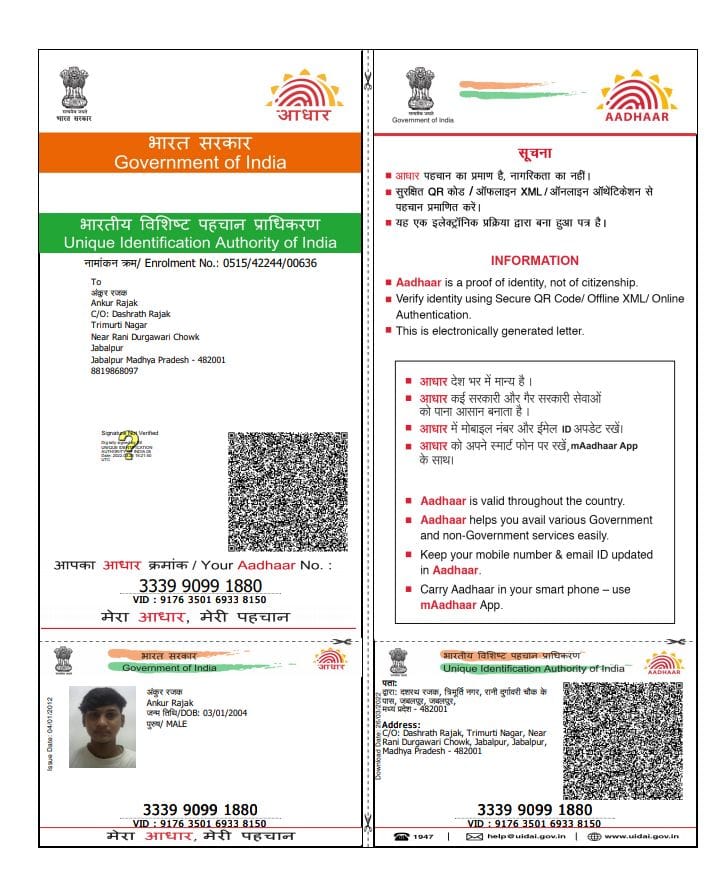 सत्यमेव जयते
भारत सरकार
आधार
भारत सरकार
Government of India
भारतीय विशिष्ट पहचान प्राधिकरण
Unique Identification Authority of India
नामांकन क्रम/ Enrolment No.: 0515/42244/00636
To
अंकुर रजक
Ankur Rajak
C/O: Dashrath Rajak
Trimurti Nagar
Near Rani Durgawari Chowk
Jabalpur
Jabalpur Madhya Pradesh - 482001
8819868097
Signature Not Verified
UNIQUE IDENTIFICATION
आपका आधार क्रमांक / Your Aadhaar No. :
3339 9099 1880
VID : 9176 3501 6933 8150
मेरा आधार, मेरी पहचान
सत्यमेव जयते
Government of India
AADHAAR
सूचना
आधार पहचान का प्रमाण है, नागरिकता का नहीं।
सुरक्षित QR कोड / ऑफलाइन XML / ऑनलाइन ऑथेंटिकेशन से
पहचान प्रमाणित करें।
यह एक इलेक्ट्रॉनिक प्रक्रिया द्वारा बना हुआ पत्र है।
INFORMATION
Aadhaar is a proof of identity, not of citizenship.
Verify identity using Secure QR Code/ Offline XML/ Online
Authentication.
This is electronically generated letter.
आधार देश भर में मान्य है ।
आधार कई सरकारी और गैर सरकारी सेवाओं
को पाना आसान बनाता है ।
आधार में मोबाइल नंबर और ईमेल ID अपडेट रखें।
आधार को अपने स्मार्ट फोन पर रखें, mAadhaar App
के साथ।
Aadhaar is valid throughout the country.
Aadhaar helps you avail various Government
and non-Government services easily.
Keep your mobile number & email ID updated
in Aadhaar.
Carry Aadhaar in your smart phone – use
mAadhaar App.
भारत सरकार
Government of India
आधार
Issue Date: 04/01/2012
अंकुर रजक
Ankur Rajak
जन्म तिथि/DOB: 03/01/2004
पुरुष/ MALE
3339 9099 1880
VID : 9176 3501 6933 8150
मेरा आधार, मेरी पहचान
भारतीय विशिष्ट पहचान प्राधिकरण
Unique Identification Authority of India
AADHAAR
पता:
द्वारा: दशरथ रजक, त्रिमूर्ति नगर, रानी दुर्गावरी चौक के
पास, जबलपुर, जबलपुर,
मध्य प्रदेश - 482001
Address:
C/O: Dashrath Rajak, Trimurti Nagar, Near
Rani Durgawari Chowk, Jabalpur, Jabalpur,
Madhya Pradesh - 482001
3339 9099 1880
VID : 9176 3501 6933 8150
1947 | help@uidai.gov.in | www.uidai.gov.in